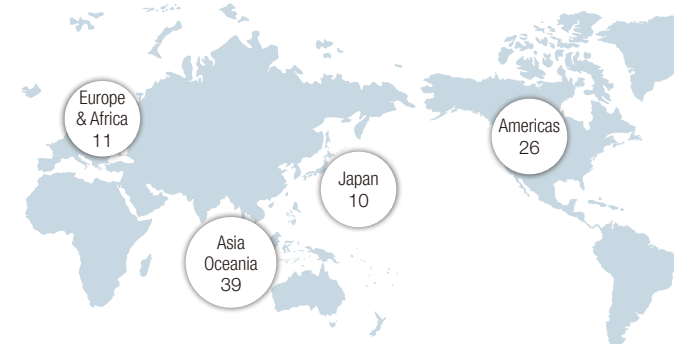 Europe
& Africa
11
Americas
26
Japan
10
Asia
Oceania
39